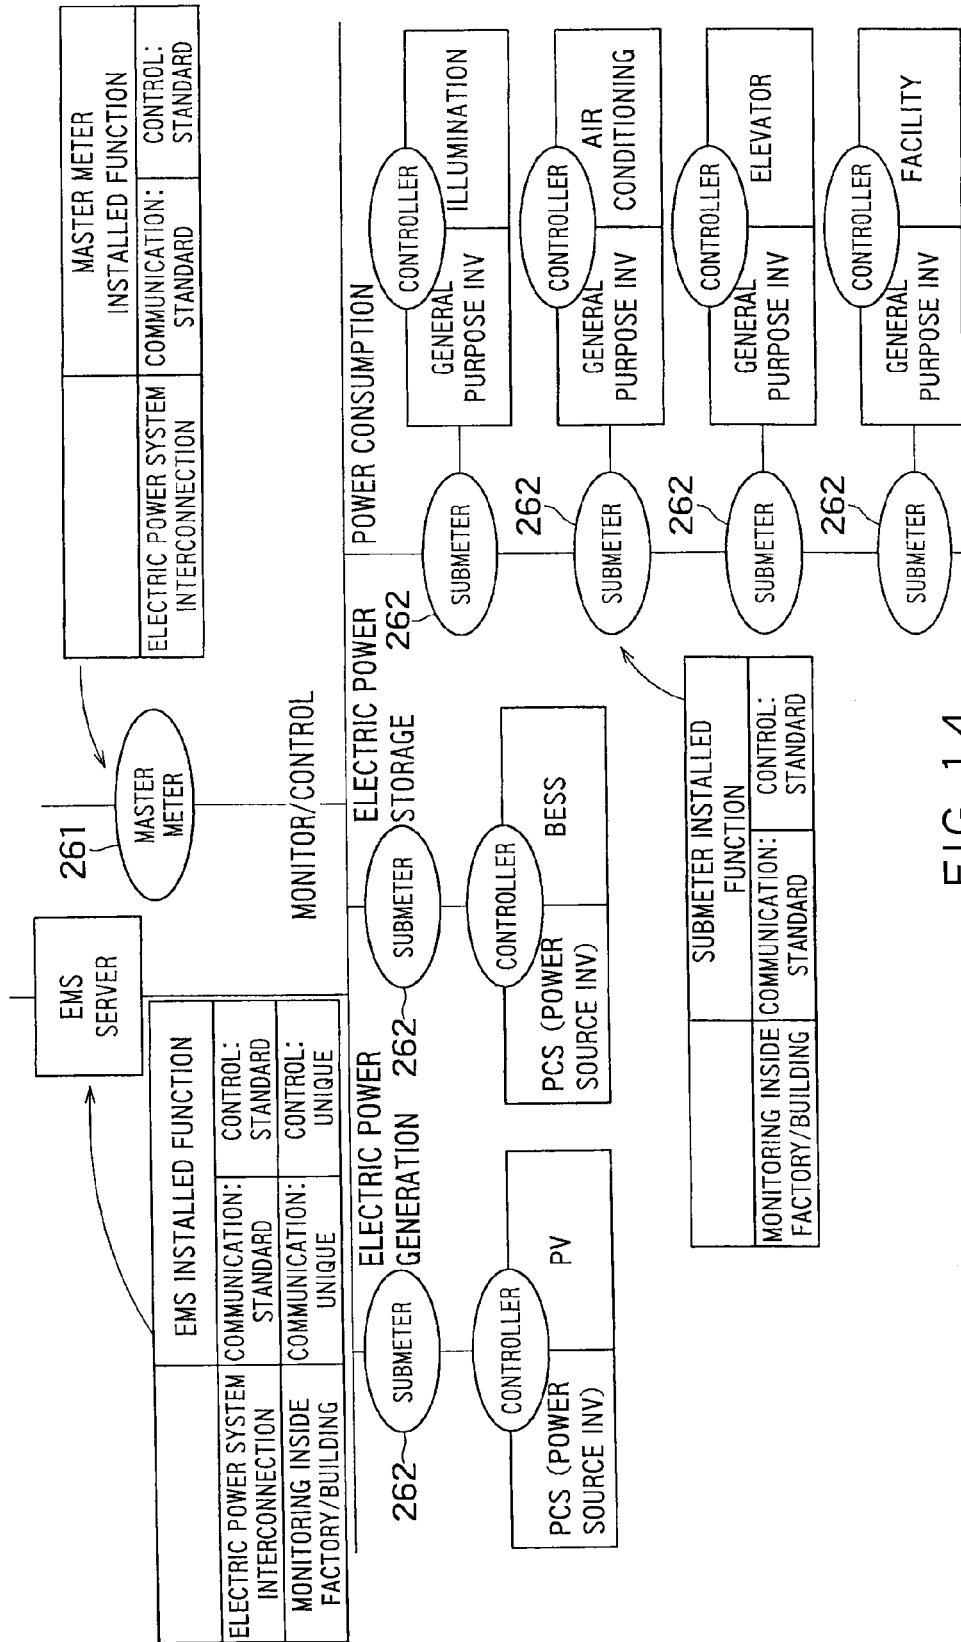 EMS
SERVER
EMS INSTALLED FUNCTION
ELECTRIC POWER SYSTEM
INTERCONNECTION
COMMUNICATION:
STANDARD
CONTROL:
STANDARD
MONITORING INSIDE
FACTORY/BUILDING
COMMUNICATION:
UNIQUE
CONTROL:
UNIQUE
261
MASTER
METER
MASTER METER
INSTALLED FUNCTION
ELECTRIC POWER SYSTEM
INTERCONNECTION
COMMUNICATION:
STANDARD
CONTROL:
STANDARD
MONITOR/CONTROL
ELECTRIC POWER
GENERATION
262
SUBMETER
CONTROLLER
PCS (POWER
SOURCE INV)
PV
ELECTRIC POWER
STORAGE
262
SUBMETER
CONTROLLER
PCS (POWER
SOURCE INV)
BESS
POWER CONSUMPTION
262
SUBMETER
CONTROLLER
GENERAL
PURPOSE INV
ILLUMINATION
262
SUBMETER
CONTROLLER
GENERAL
PURPOSE INV
AIR
CONDITIONING
262
SUBMETER
CONTROLLER
GENERAL
PURPOSE INV
ELEVATOR
262
SUBMETER
CONTROLLER
GENERAL
PURPOSE INV
FACILITY
SUBMETER INSTALLED
FUNCTION
MONITORING INSIDE
FACTORY/BUILDING
COMMUNICATION:
STANDARD
CONTROL:
STANDARD
FIG. 14